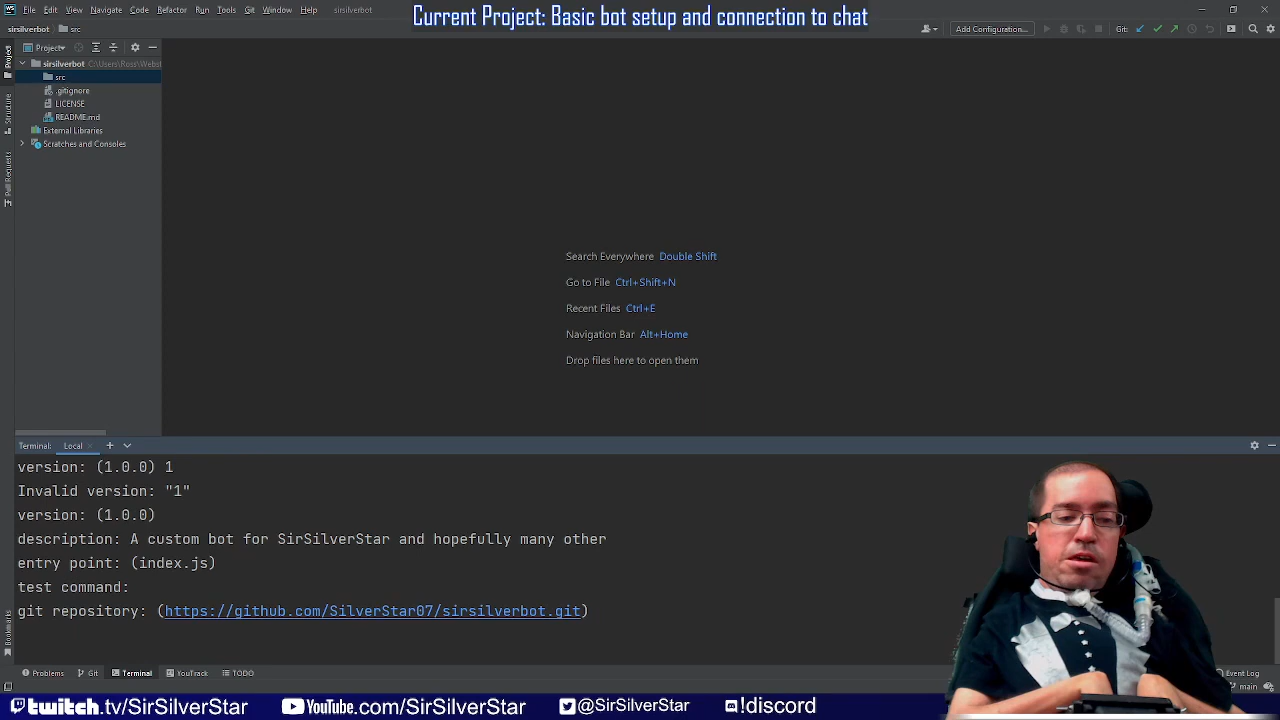 Current Project: Basic bot setup and connection to chat
File Edit View Navigate Code Refactor Run Tools Git Window Help sirsilverbot
sirsilverbot src
Add Configuration...
Git:
Project
sirsilverbot C:\Users\Ross\Webst
src
.gitignore
LICENSE
README.md
External Libraries
Scratches and Consoles
Structure
Pull Requests
Search Everywhere Double Shift
Go to File Ctrl+Shift+N
Recent Files Ctrl+E
Navigation Bar Alt+Home
Drop files here to open them
Terminal: Local
version: (1.0.0) 1
Invalid version: "1"
version: (1.0.0)
description: A custom bot for SirSilverStar and hopefully many other
entry point: (index.js)
test command:
git repository: (https://github.com/SilverStar07/sirsilverbot.git)
Bookmarks
Problems Git Terminal YouTrack TODO
Event Log
main
twitch.tv/SirSilverStar YouTube.com/SirSilverStar @SirSilverStar !discord